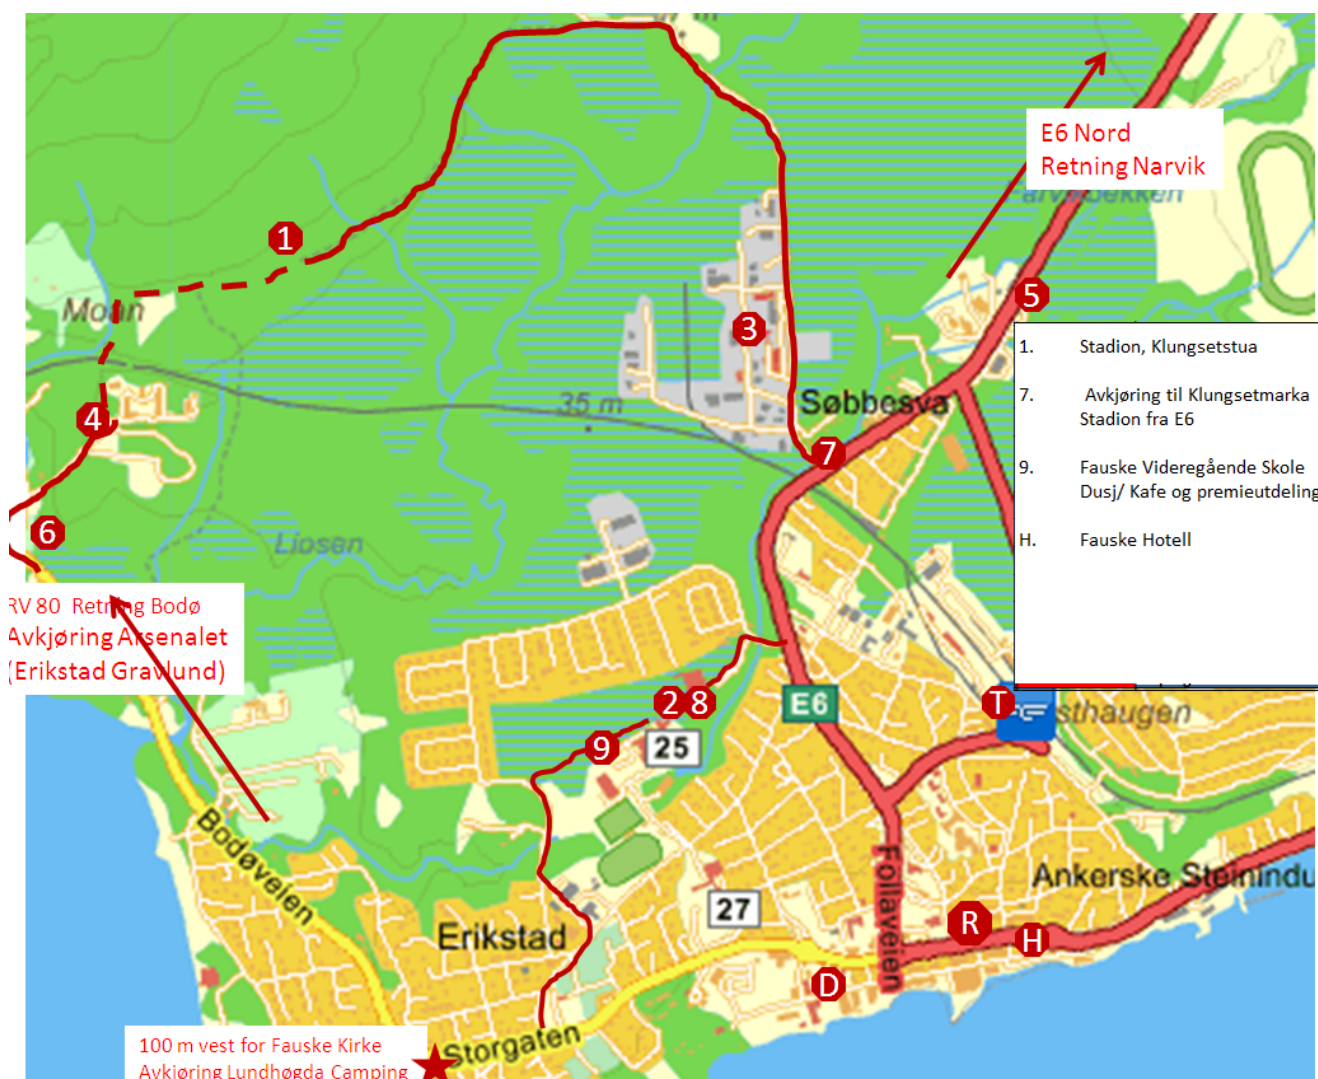 E6 Nord
Retning Narvik
1
5
3
Moan
1. Stadion, Klungsetstua
7. Avkjøring til Klungsetmarka
Stadion fra E6
9. Fauske Videregående Skole
Dusj/ Kafe og premieutdeling
H. Fauske Hotell
35 m
Søbbesva
4
7
6
Liosen
RV 80 Retning Bodø
Avkjøring Arsenalet
(Erikstad Gravlund)
2 8
E6
T
sthaugen
9
25
Bodøveien
Follaveien
Ankerske Steinindu
27
R
H
Erikstad
D
Storgaten
100 m vest for Fauske Kirke
Avkjøring Lundhøgda Camping